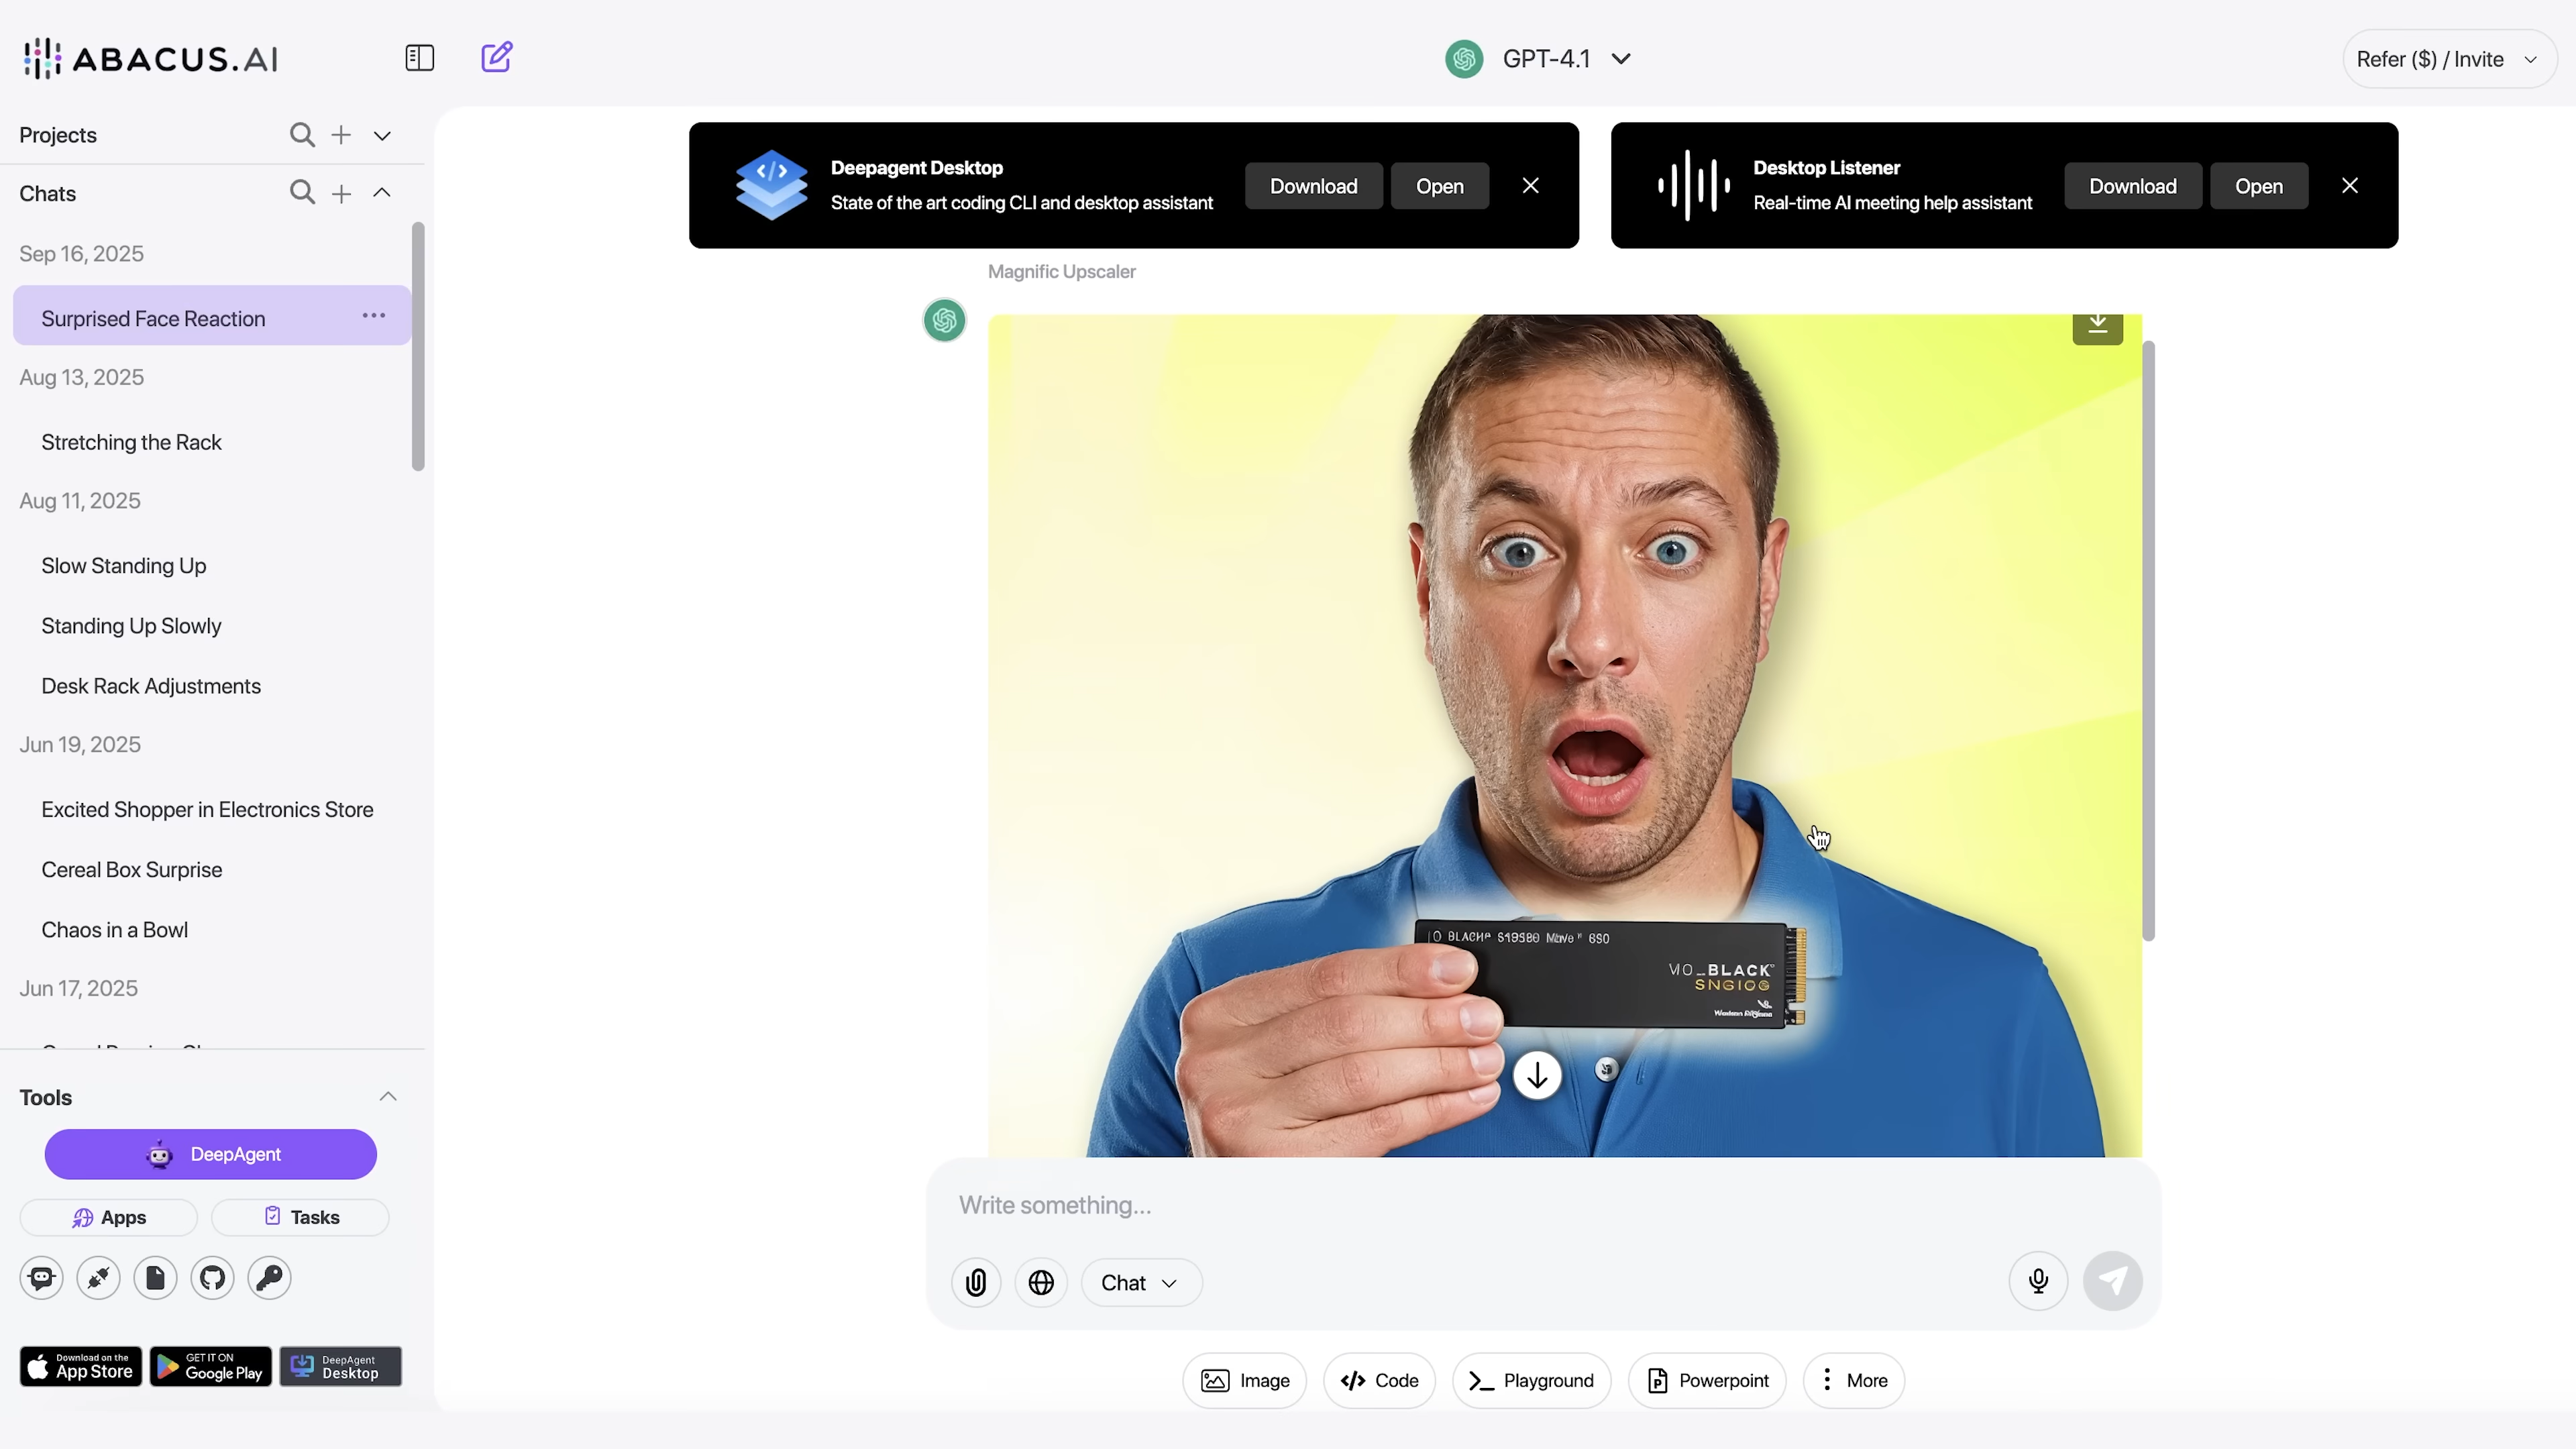 ABACUS.AI
GPT-4.1
Refer ($) / Invite
Projects
Chats
Sep 16, 2025
Surprised Face Reaction
Aug 13, 2025
Stretching the Rack
Aug 11, 2025
Slow Standing Up
Standing Up Slowly
Desk Rack Adjustments
Jun 19, 2025
Excited Shopper in Electronics Store
Cereal Box Surprise
Chaos in a Bowl
Jun 17, 2025
Tools
DeepAgent
Apps
Tasks
Download on the
App Store
GET IT ON
Google Play
DeepAgent
Desktop
Deepagent Desktop
State of the art coding CLI and desktop assistant
Download
Open
Desktop Listener
Real-time AI meeting help assistant
Download
Open
Magnific Upscaler
BLACK
SNGIOG
Write something...
Chat
Image
Code
Playground
Powerpoint
More